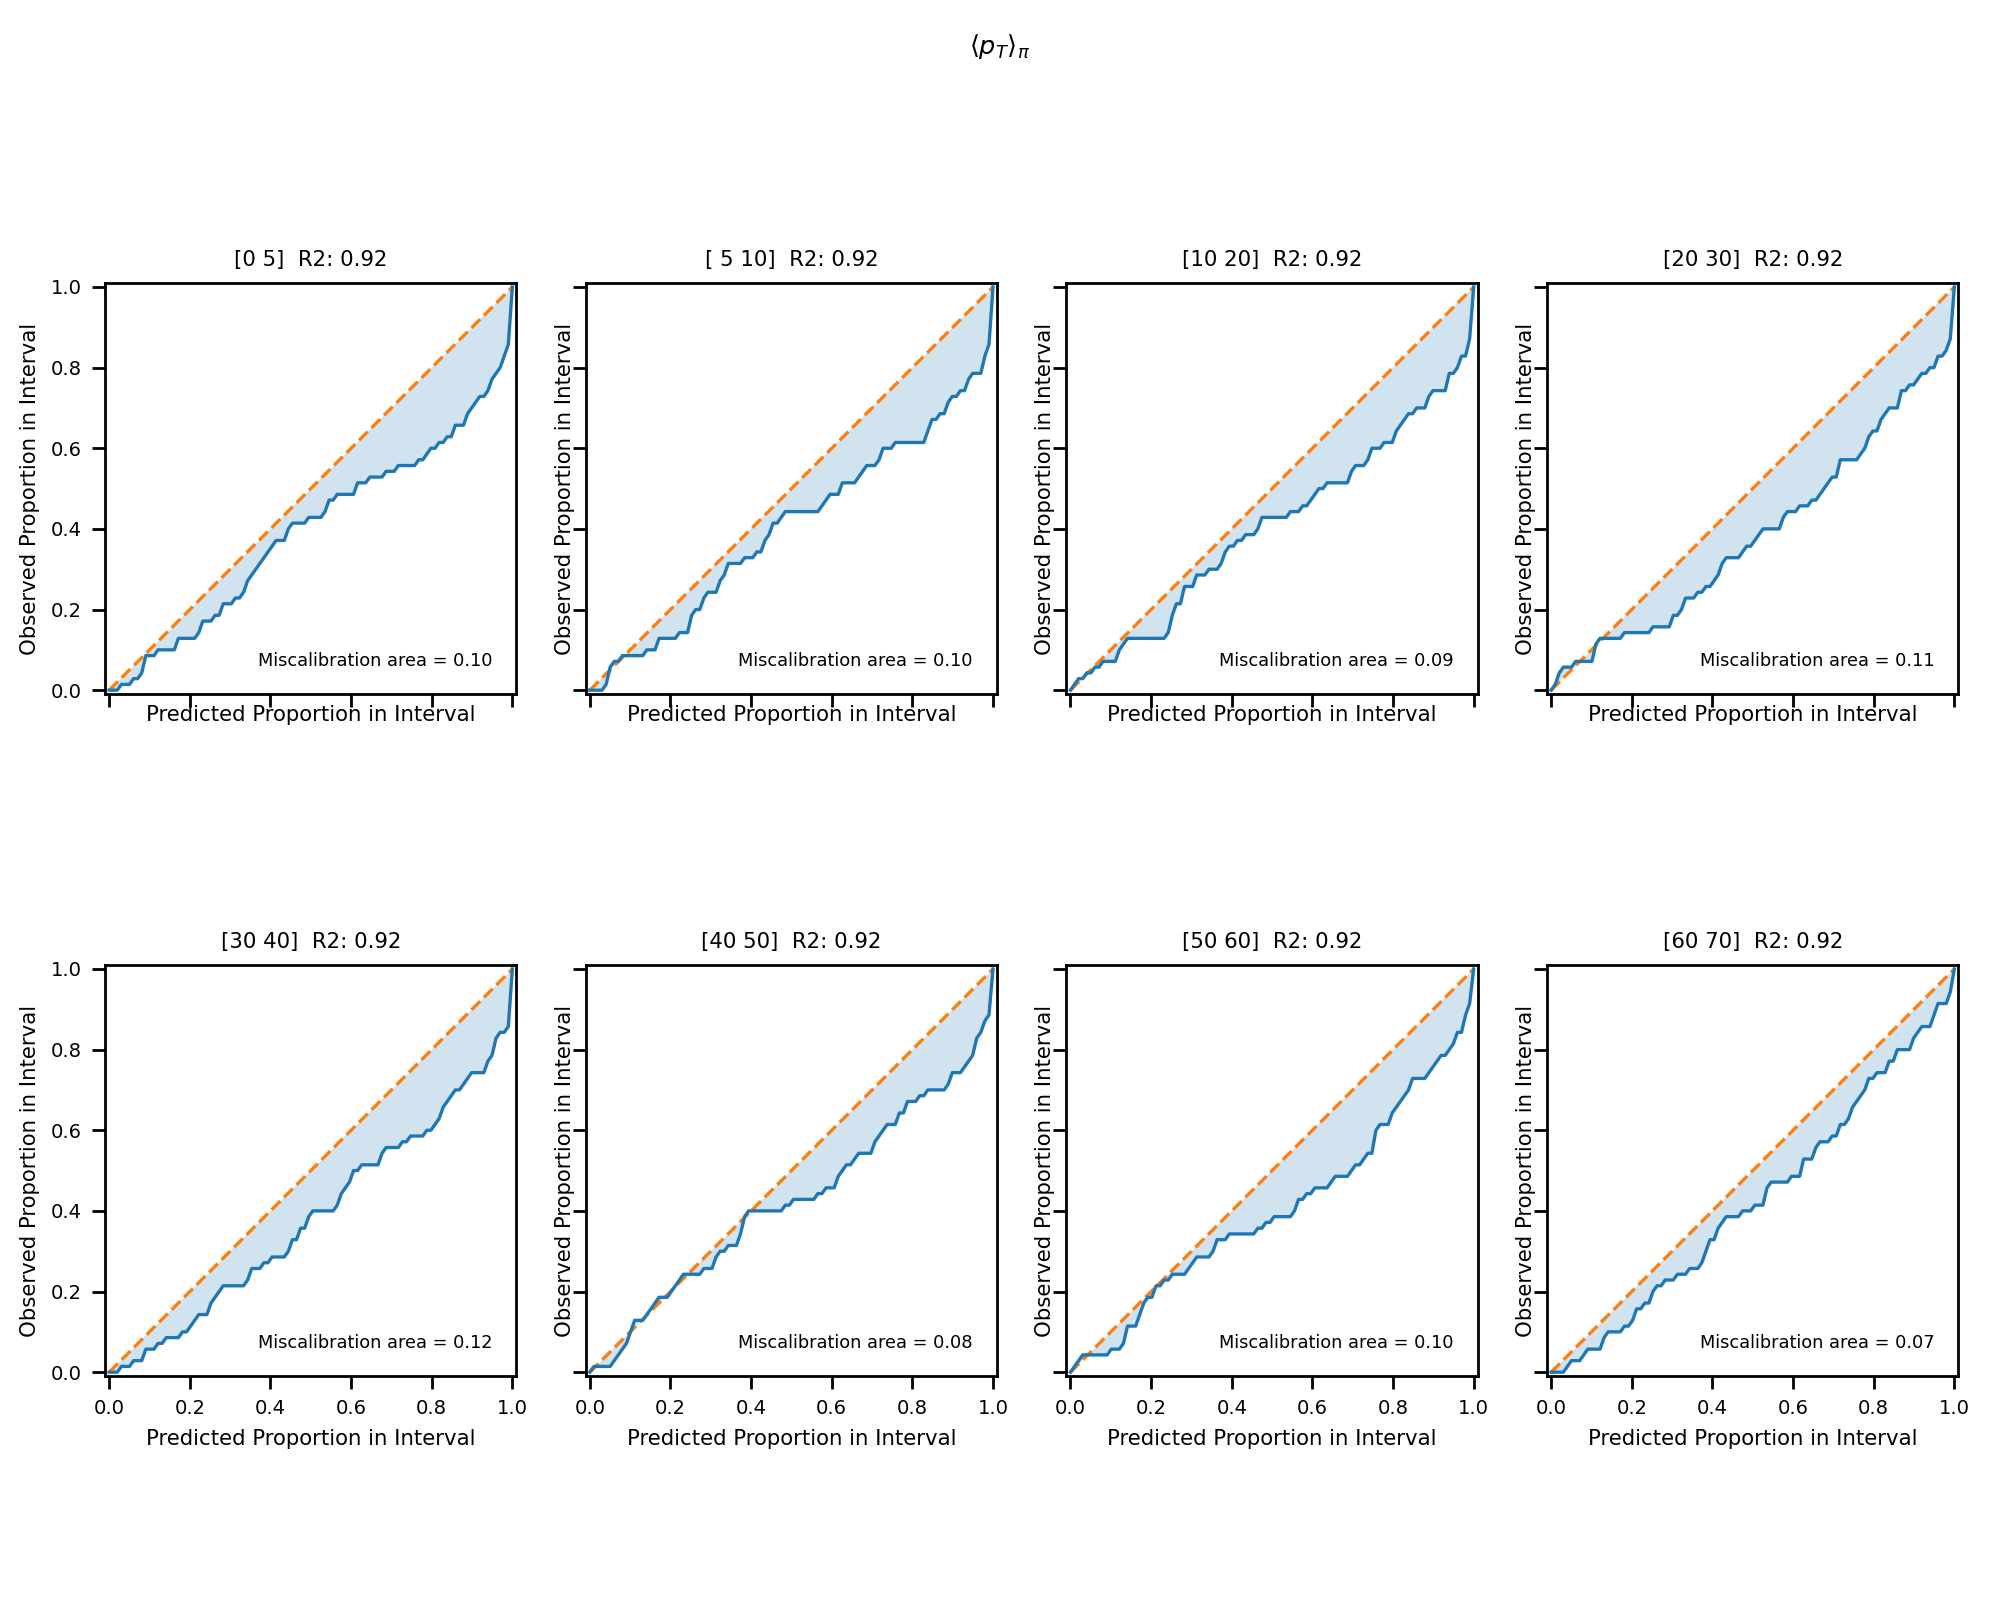 ⟨p_T⟩_π
[0 5]  R2: 0.92
[ 5 10]  R2: 0.92
[10 20]  R2: 0.92
[20 30]  R2: 0.92
1.0
0.8
0.6
0.4
0.2
0.0
Observed Proportion in Interval
Observed Proportion in Interval
Observed Proportion in Interval
Observed Proportion in Interval
Miscalibration area = 0.10
Miscalibration area = 0.10
Miscalibration area = 0.09
Miscalibration area = 0.11
Predicted Proportion in Interval
Predicted Proportion in Interval
Predicted Proportion in Interval
Predicted Proportion in Interval
[30 40]  R2: 0.92
[40 50]  R2: 0.92
[50 60]  R2: 0.92
[60 70]  R2: 0.92
1.0
0.8
0.6
0.4
0.2
0.0
Observed Proportion in Interval
Observed Proportion in Interval
Observed Proportion in Interval
Observed Proportion in Interval
Miscalibration area = 0.12
Miscalibration area = 0.08
Miscalibration area = 0.10
Miscalibration area = 0.07
0.0 0.2 0.4 0.6 0.8 1.0
0.0 0.2 0.4 0.6 0.8 1.0
0.0 0.2 0.4 0.6 0.8 1.0
0.0 0.2 0.4 0.6 0.8 1.0
Predicted Proportion in Interval
Predicted Proportion in Interval
Predicted Proportion in Interval
Predicted Proportion in Interval